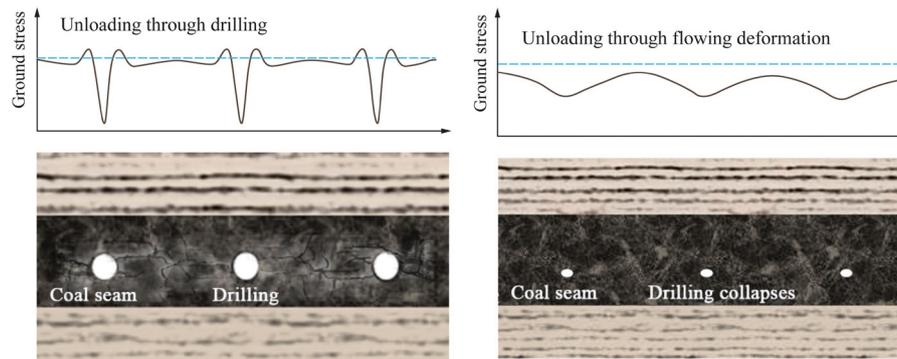 Unloading through drilling
Ground stress
Coal seam
Drilling
Unloading through flowing deformation
Ground stress
Coal seam
Drilling collapses